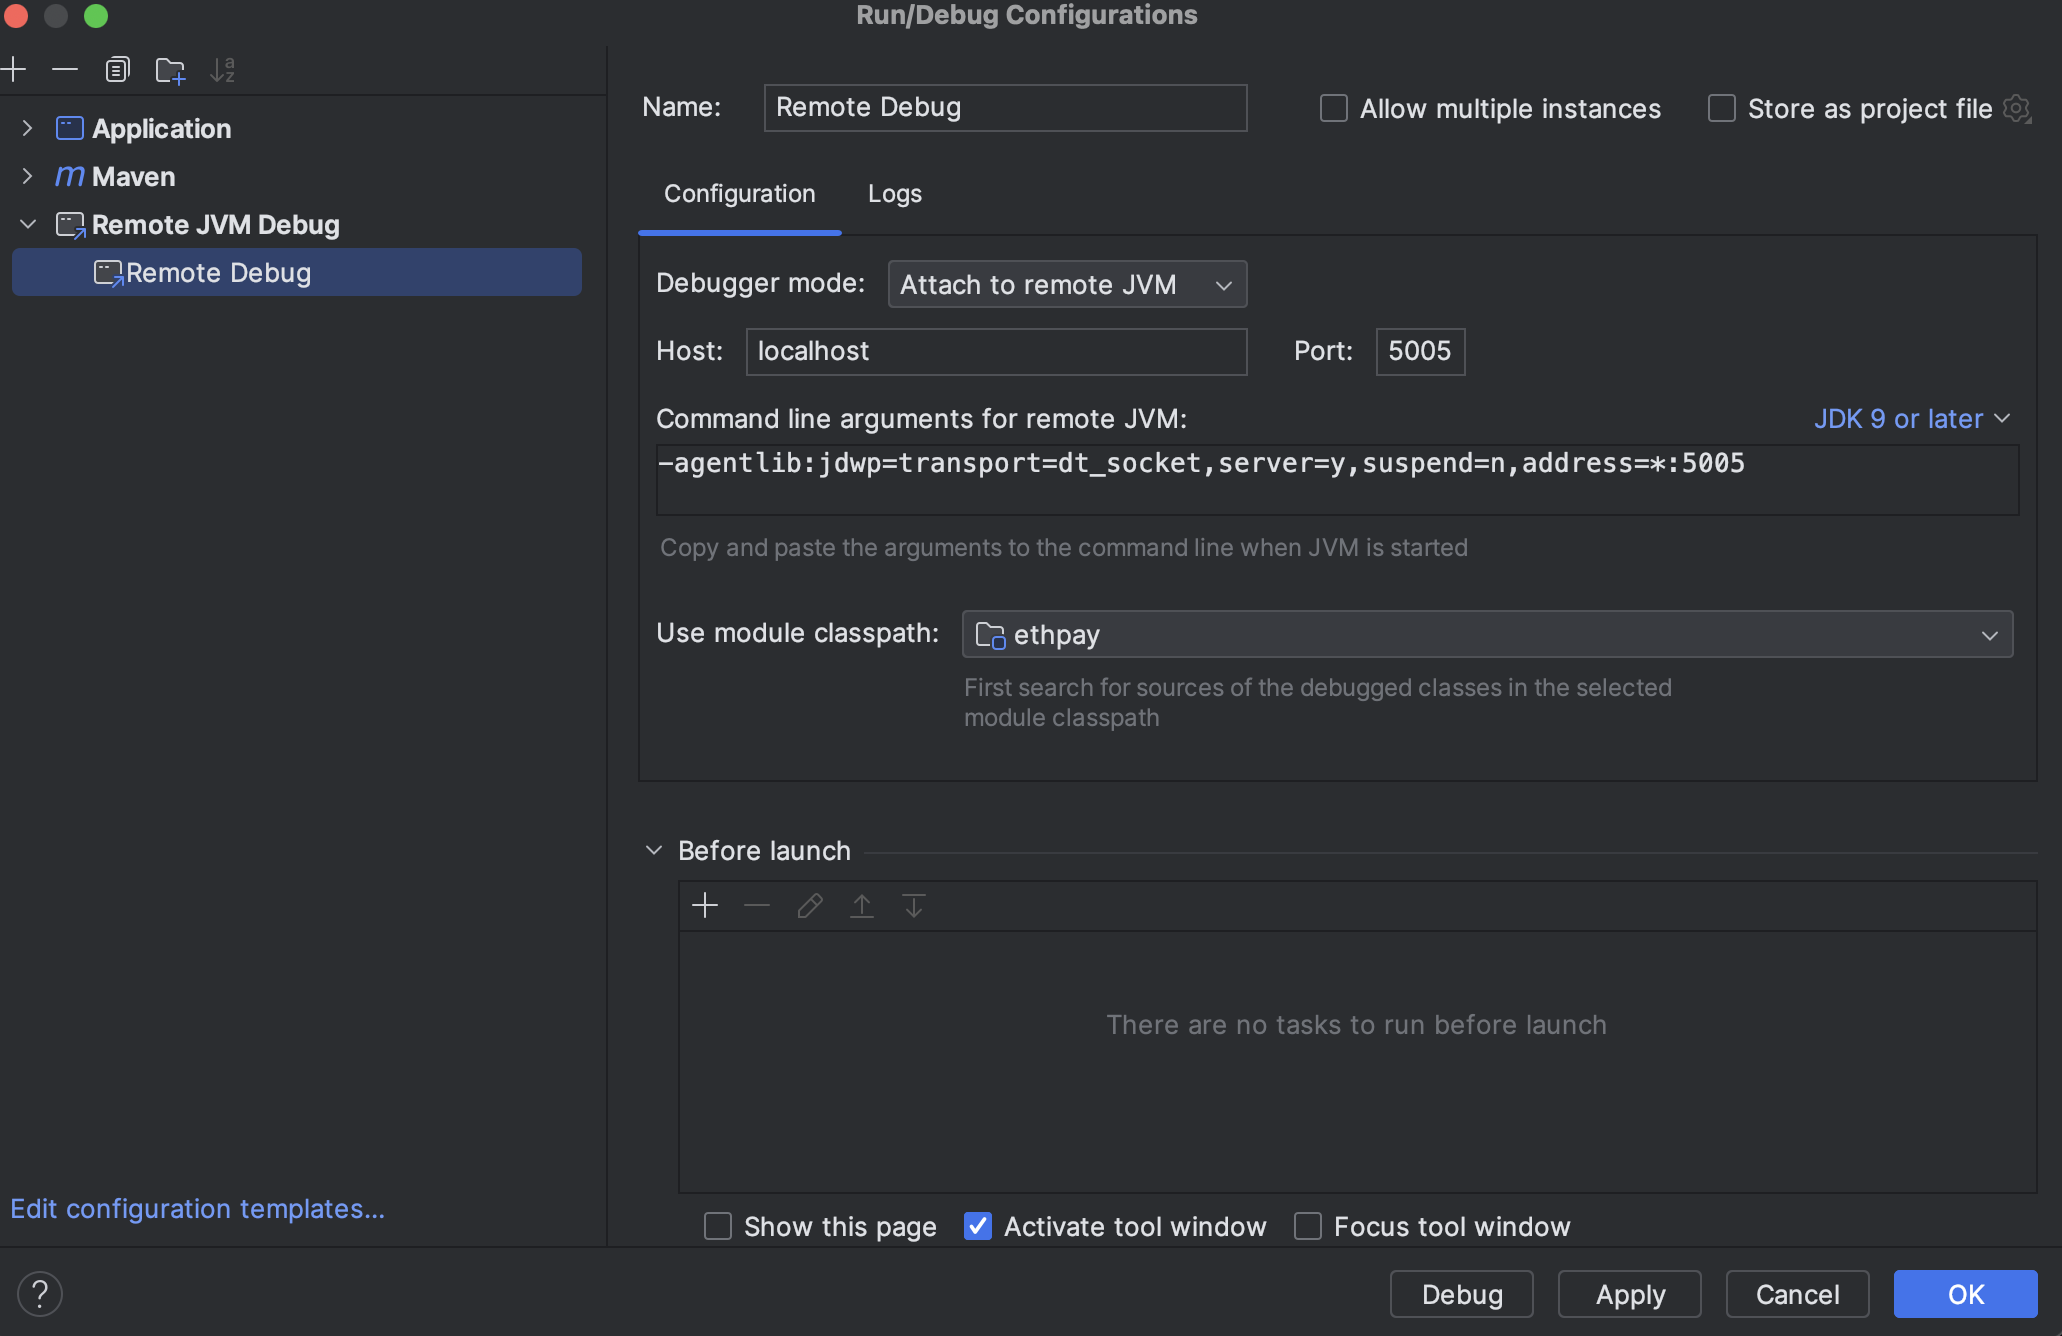 Run/Debug Configurations
Application
m Maven
Remote JVM Debug
Remote Debug
Edit configuration templates...
Name: Remote Debug
Allow multiple instances
Store as project file
Configuration
Logs
Debugger mode: Attach to remote JVM
Host: localhost
Port: 5005
Command line arguments for remote JVM:
JDK 9 or later
-agentlib:jdwp=transport=dt_socket,server=y,suspend=n,address=*:5005
Copy and paste the arguments to the command line when JVM is started
Use module classpath: ethpay
First search for sources of the debugged classes in the selected
module classpath
Before launch
There are no tasks to run before launch
Show this page
Activate tool window
Focus tool window
?
Debug
Apply
Cancel
OK